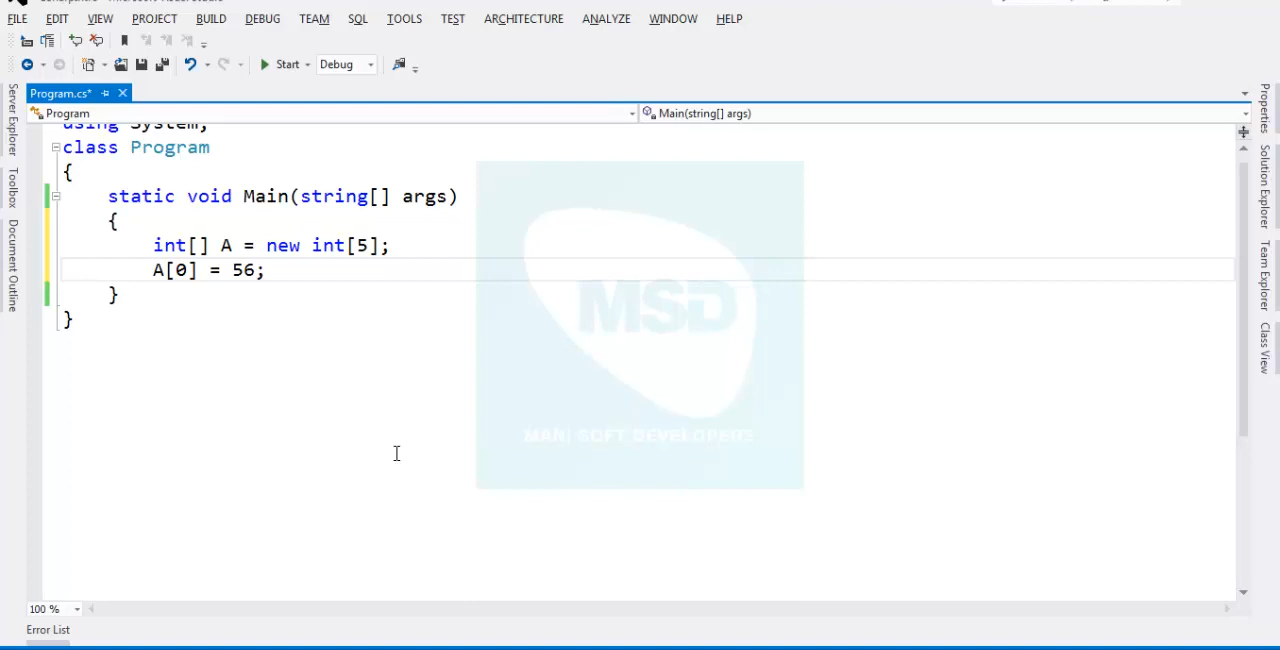 FILE EDIT VIEW PROJECT BUILD DEBUG TEAM SQL TOOLS TEST ARCHITECTURE ANALYZE WINDOW HELP
Start Debug
Program.cs*
Program Main(string[] args)
using System;
class Program
{
static void Main(string[] args)
{
int[] A = new int[5];
A[0] = 56;
}
}
MSD
MANI SOFT DEVELOPERS
100 %
Error List
Server Explorer
Toolbox
Document Outline
Properties
Solution Explorer
Team Explorer
Class View